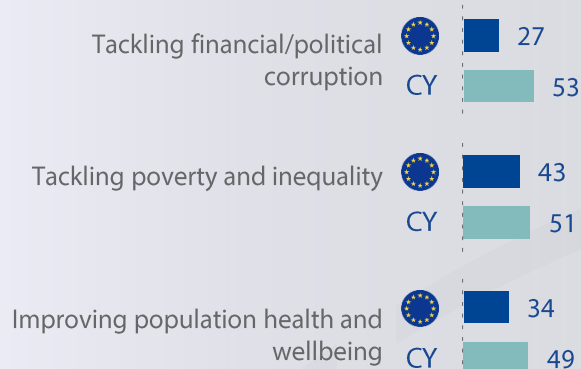 Tackling financial/political
corruption
27
CY
53
Tackling poverty and inequality
43
CY
51
Improving population health and
wellbeing
34
CY
49